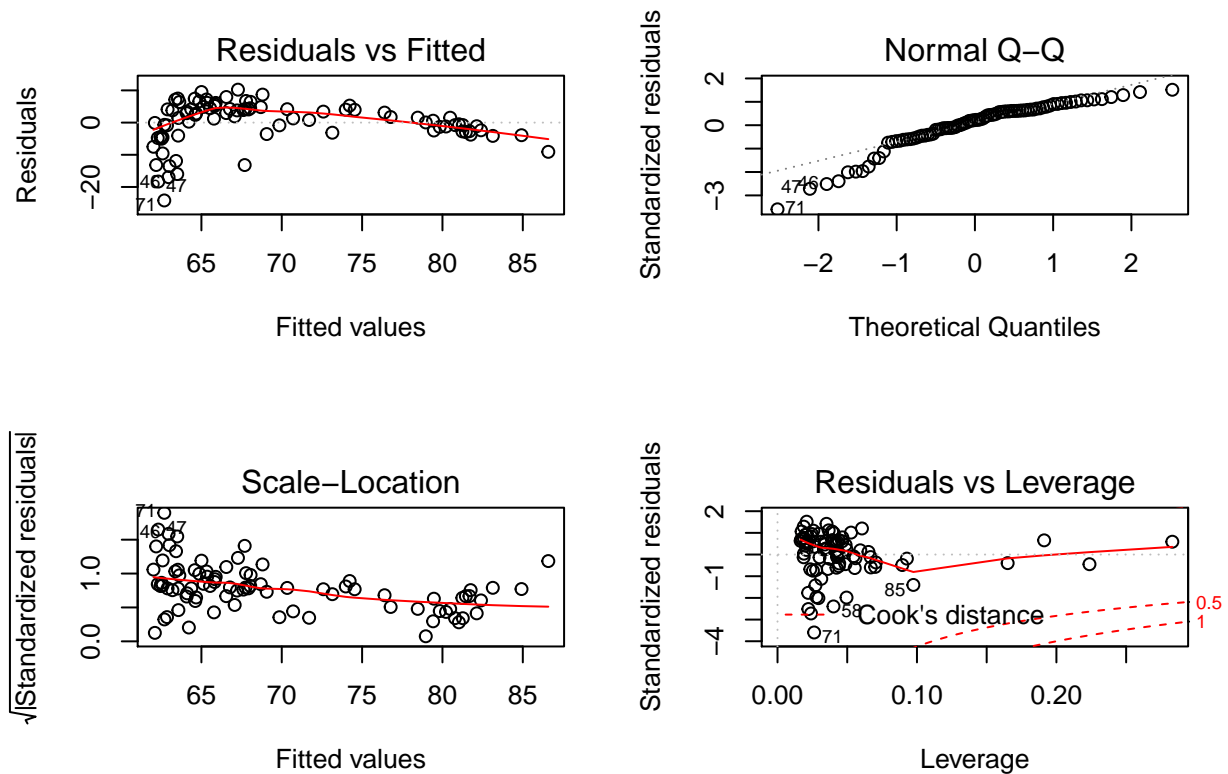 Residuals vs Fitted
Residuals
0
−20
46
47
71
65 70 75 80 85
Fitted values
Normal Q−Q
Standardized residuals
2
0
−3
47
46
71
−2 −1 0 1 2
Theoretical Quantiles
Scale−Location
√|Standardized residuals|
1.0
0.0
71
46
47
65 70 75 80 85
Fitted values
Residuals vs Leverage
Standardized residuals
2
−1
−4
85
58
Cook's distance
71
0.5
1
0.00 0.10 0.20
Leverage